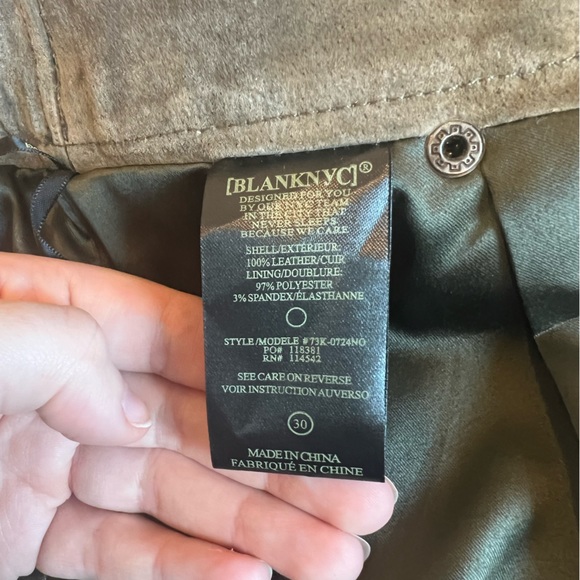 [BLANKNYC]®
DESIGNED FOR YOU
BY OUR NYC TEAM
IN THE CITY THAT
NEVER SLEEPS
BECAUSE WE CARE
SHELL/EXTÉRIEUR:
100% LEATHER/CUIR
LINING/DOUBLURE:
97% POLYESTER
3% SPANDEX/ÉLASTHANNE
STYLE/MODELE #73K-0724NO
PO# 118381
RN# 114542
SEE CARE ON REVERSE
VOIR INSTRUCTION AUVERSO
30
MADE IN CHINA
FABRIQUÉ EN CHINE